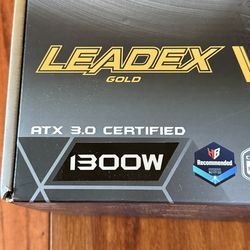 LEADEX V
GOLD
ATX 3.0 CERTIFIED
1300W
Recommended